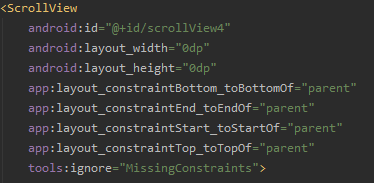 <ScrollView
android:id="@+id/scrollView4"
android:layout_width="0dp"
android:layout_height="0dp"
app:layout_constraintBottom_toBottomOf="parent"
app:layout_constraintEnd_toEndOf="parent"
app:layout_constraintStart_toStartOf="parent"
app:layout_constraintTop_toTopOf="parent"
tools:ignore="MissingConstraints">